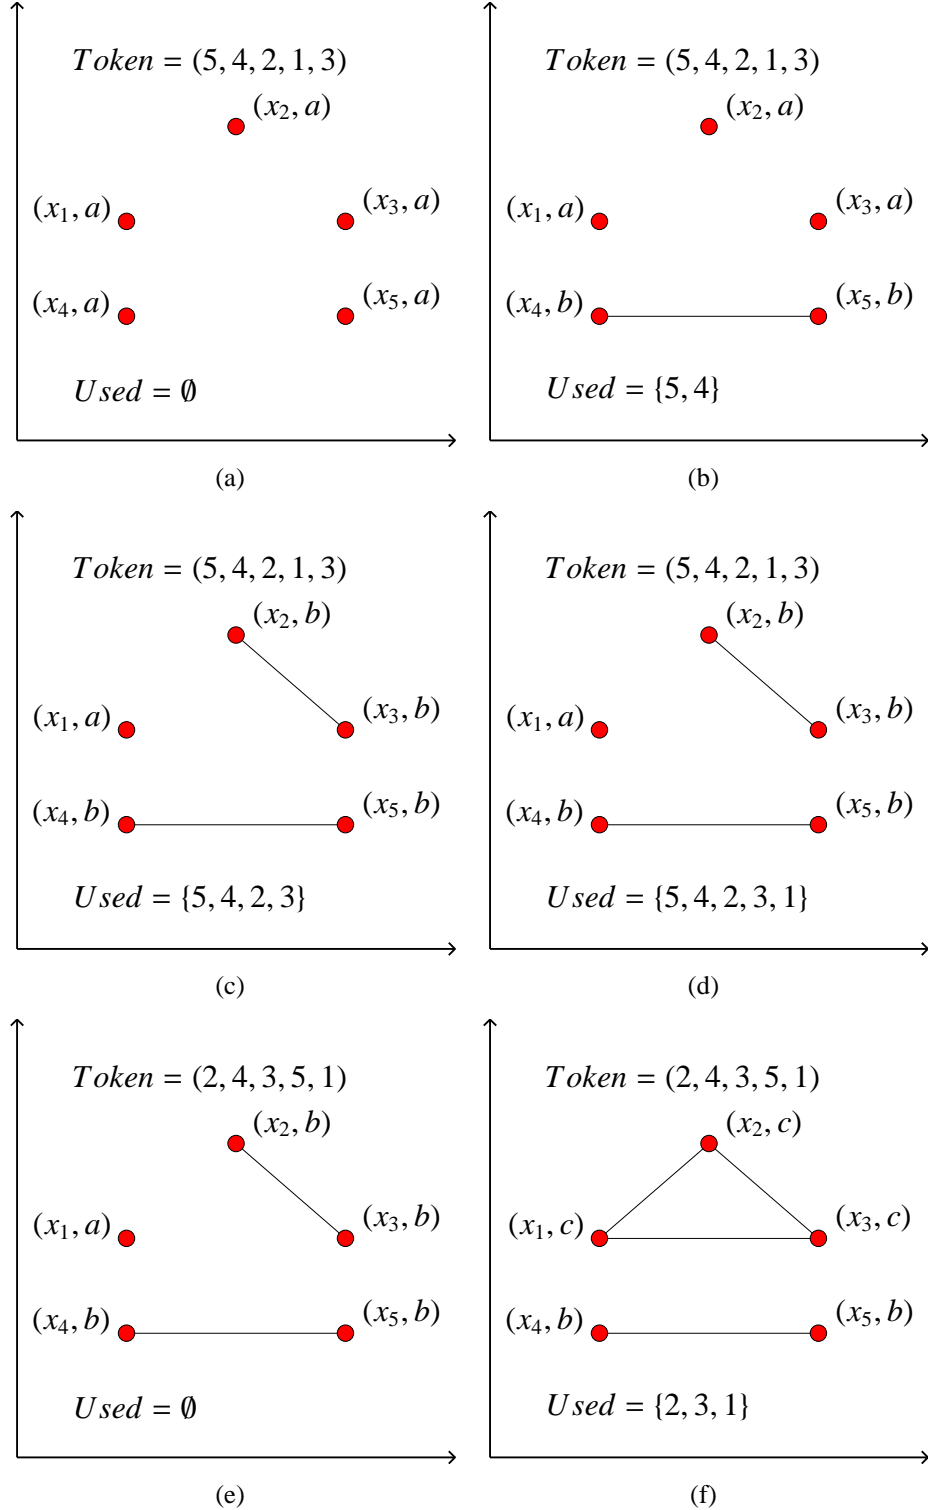 Token = (5, 4, 2, 1, 3)
(x₂, a)
(x₁, a)
(x₃, a)
(x₄, a)
(x₅, a)
Used = ∅
(a)
Token = (5, 4, 2, 1, 3)
(x₂, a)
(x₁, a)
(x₃, a)
(x₄, b)
(x₅, b)
Used = {5, 4}
(b)
Token = (5, 4, 2, 1, 3)
(x₂, b)
(x₁, a)
(x₃, b)
(x₄, b)
(x₅, b)
Used = {5, 4, 2, 3}
(c)
Token = (5, 4, 2, 1, 3)
(x₂, b)
(x₁, a)
(x₃, b)
(x₄, b)
(x₅, b)
Used = {5, 4, 2, 3, 1}
(d)
Token = (2, 4, 3, 5, 1)
(x₂, b)
(x₁, a)
(x₃, b)
(x₄, b)
(x₅, b)
Used = ∅
(e)
Token = (2, 4, 3, 5, 1)
(x₂, c)
(x₁, c)
(x₃, c)
(x₄, b)
(x₅, b)
Used = {2, 3, 1}
(f)